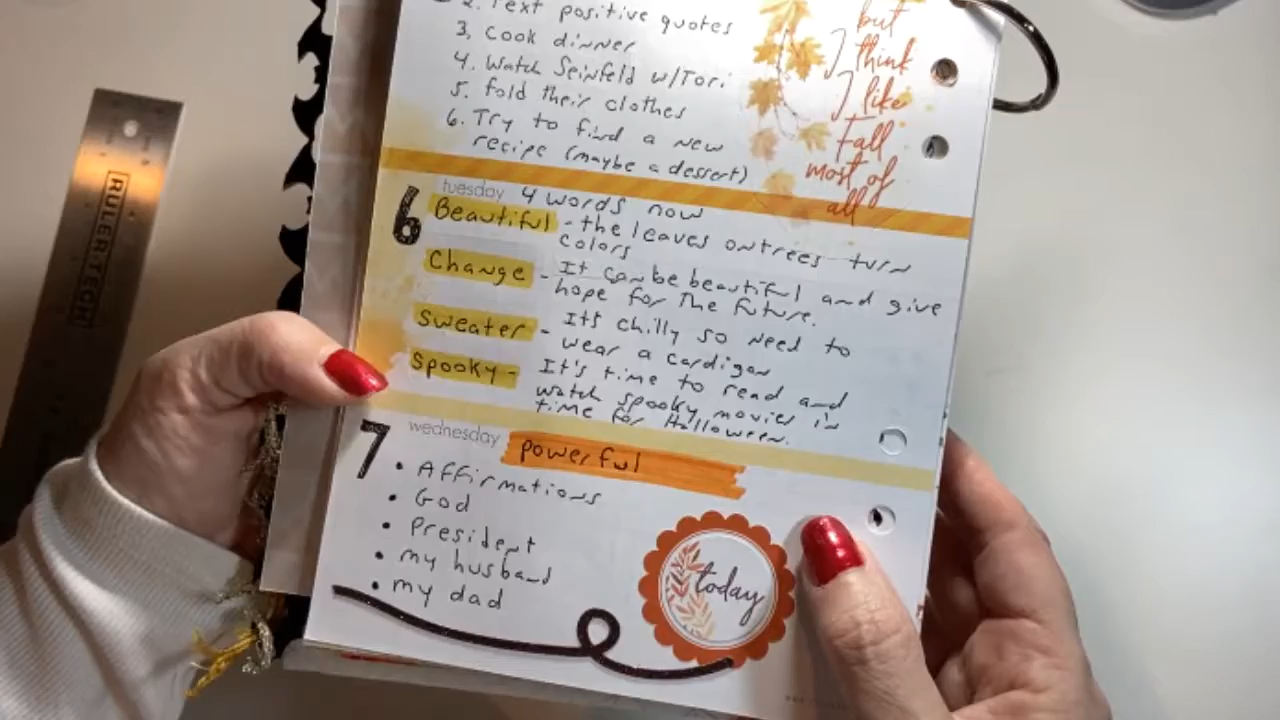 2. Text positive quotes
3. Cook dinner
4. Watch Seinfeld w/Tori
5. fold their clothes
6. Try to find a new
recipe (maybe a dessert)
but
I think
I like
Fall
most of
all
6 tuesday 4 words now
Beautiful - the leaves on trees turn
colors
Change - It can be beautiful and give
hope for the future.
Sweater - It's chilly so need to
wear a cardigan
Spooky - It's time to read and
watch spooky movies in
time for Halloween.
7 wednesday powerful
• Affirmations
• God
• President
• my husband
• my dad
today
RULER.TECH